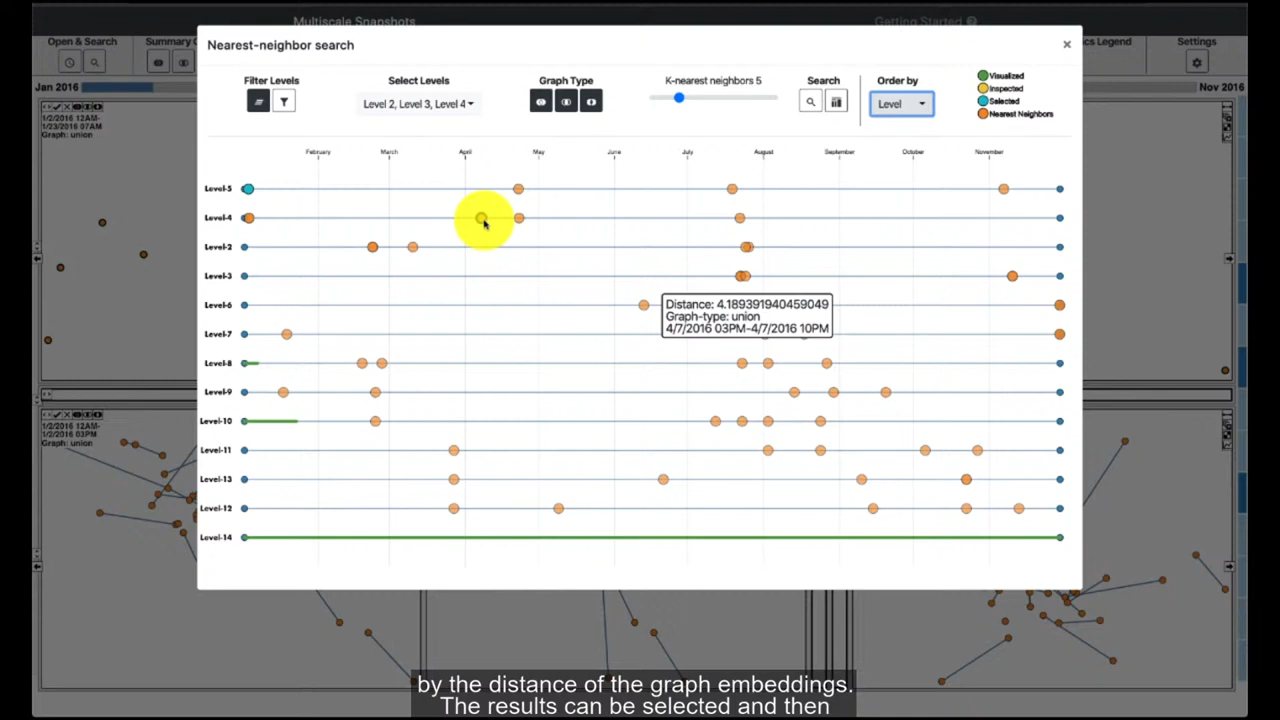 Multiscale Snapshots
Getting Started
Open & Search
Summary G
cs Legend
Settings
Jan 2016
Nov 2016
Nearest-neighbor search
×
Filter Levels
Select Levels
Graph Type
K-nearest neighbors 5
Search
Order by
Level 2, Level 3, Level 4
Level
Visualized
Inspected
Selected
Nearest Neighbors
February
March
April
May
June
July
August
September
October
November
Level-5
Level-4
Level-2
Level-3
Level-6
Level-7
Level-8
Level-9
Level-10
Level-11
Level-13
Level-12
Level-14
Distance: 4.189391940459049
Graph-type: union
4/7/2016 03PM-4/7/2016 10PM
1/2/2016 12AM-
1/23/2016 07AM
Graph: union
1/2/2016 12AM-
1/2/2016 03PM
Graph: union
by the distance of the graph embeddings.
The results can be selected and then